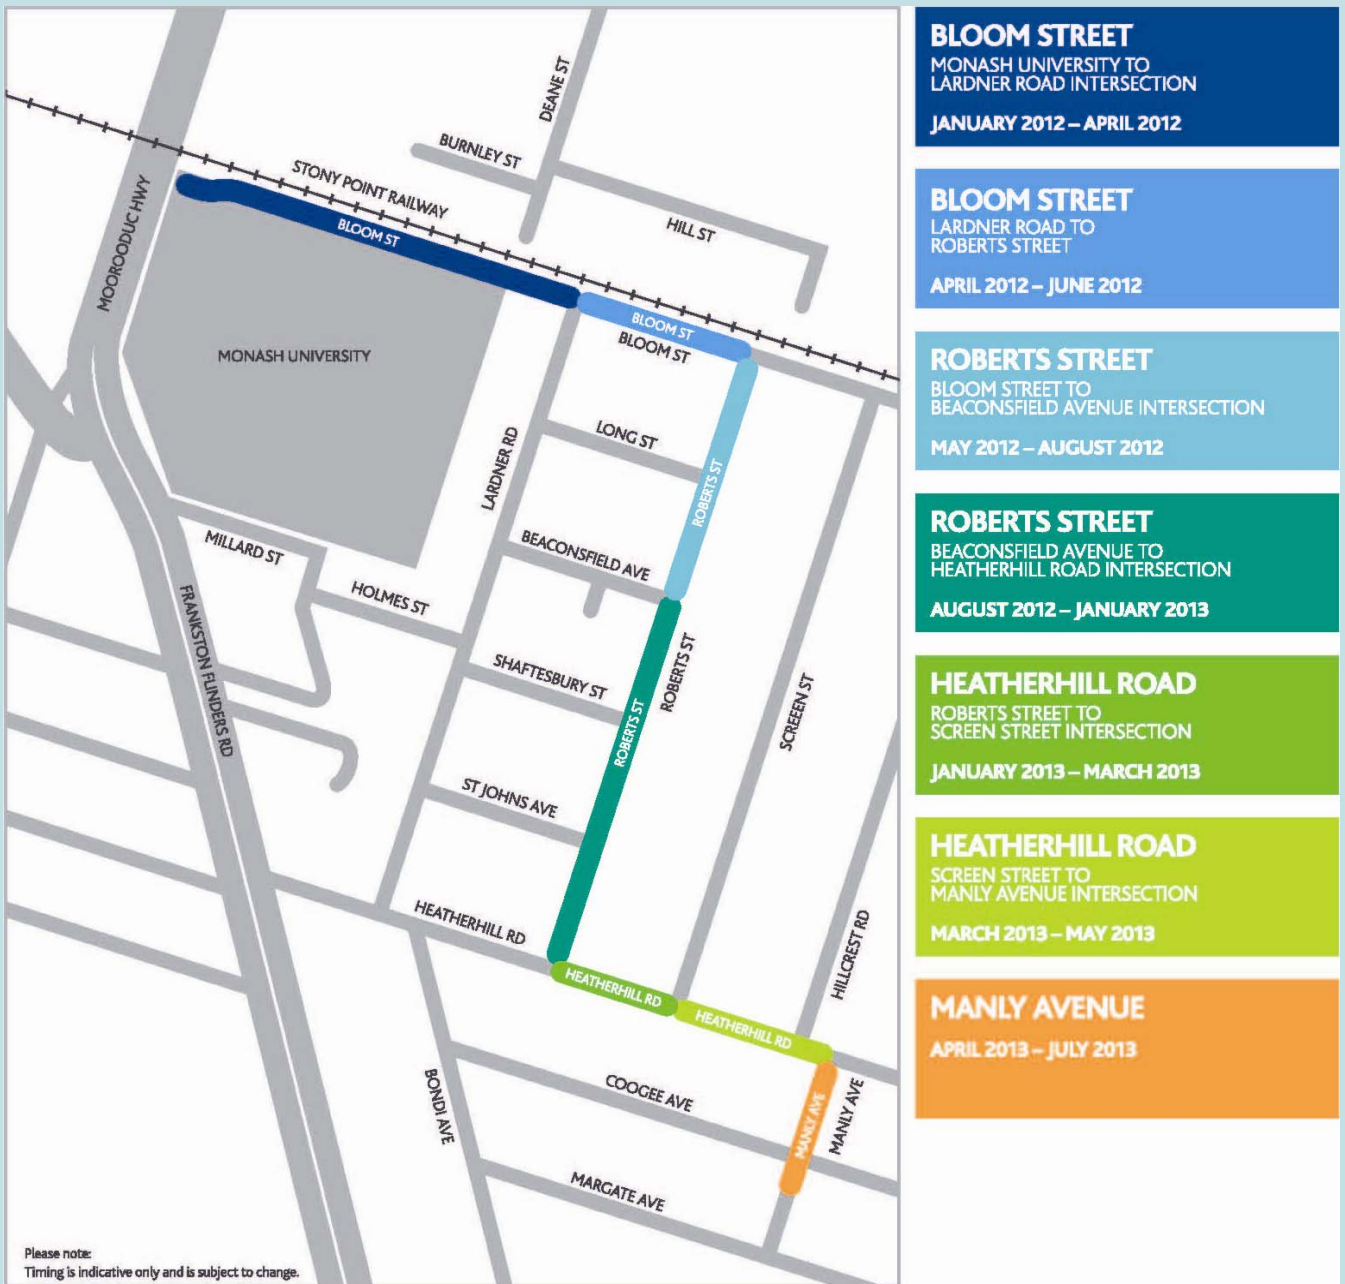 DEANE ST
BURNLEY ST
STONY POINT RAILWAY
HILL ST
MOOROODUC HWY
BLOOM ST
BLOOM ST
BLOOM ST
MONASH UNIVERSITY
LONG ST
LARDNER RD
ROBERTS ST
MILLARD ST
BEACONSFIELD AVE
HOLMES ST
FRANKSTON FLINDERS RD
SHAFTESBURY ST
ROBERTS ST
ROBERTS ST
SCREEEN ST
ST JOHNS AVE
HEATHERHILL RD
HILLCREST RD
HEATHERHILL RD
HEATHERHILL RD
BONDI AVE
COOGEE AVE
MANLY AVE
MANLY AVE
MARGATE AVE
Please note:
Timing is indicative only and is subject to change.
BLOOM STREET
MONASH UNIVERSITY TO
LARDNER ROAD INTERSECTION
JANUARY 2012 – APRIL 2012
BLOOM STREET
LARDNER ROAD TO
ROBERTS STREET
APRIL 2012 – JUNE 2012
ROBERTS STREET
BLOOM STREET TO
BEACONSFIELD AVENUE INTERSECTION
MAY 2012 – AUGUST 2012
ROBERTS STREET
BEACONSFIELD AVENUE TO
HEATHERHILL ROAD INTERSECTION
AUGUST 2012 – JANUARY 2013
HEATHERHILL ROAD
ROBERTS STREET TO
SCREEN STREET INTERSECTION
JANUARY 2013 – MARCH 2013
HEATHERHILL ROAD
SCREEN STREET TO
MANLY AVENUE INTERSECTION
MARCH 2013 – MAY 2013
MANLY AVENUE
APRIL 2013 – JULY 2013